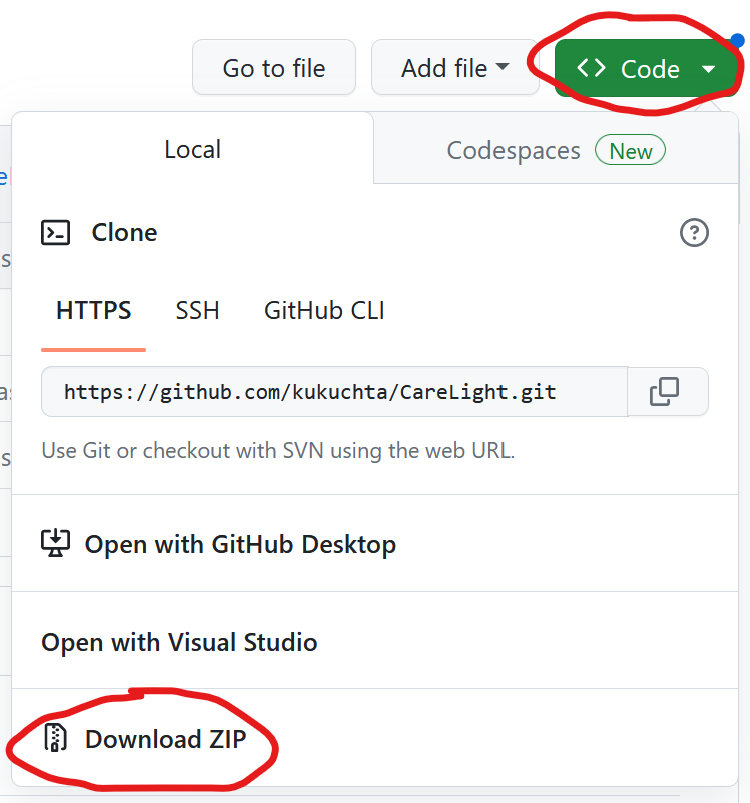 Go to file Add file <> Code
Local Codespaces New
Clone
HTTPS SSH GitHub CLI
https://github.com/kukuchta/CareLight.git
Use Git or checkout with SVN using the web URL.
Open with GitHub Desktop
Open with Visual Studio
Download ZIP